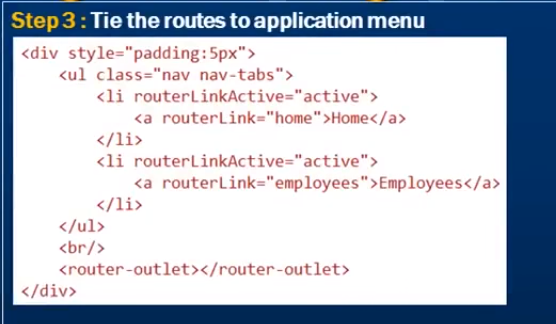 Step 3 : Tie the routes to application menu
<div style="padding:5px">
<ul class="nav nav-tabs">
<li routerLinkActive="active">
<a routerLink="home">Home</a>
</li>
<li routerLinkActive="active">
<a routerLink="employees">Employees</a>
</li>
</ul>
<br/>
<router-outlet></router-outlet>
</div>